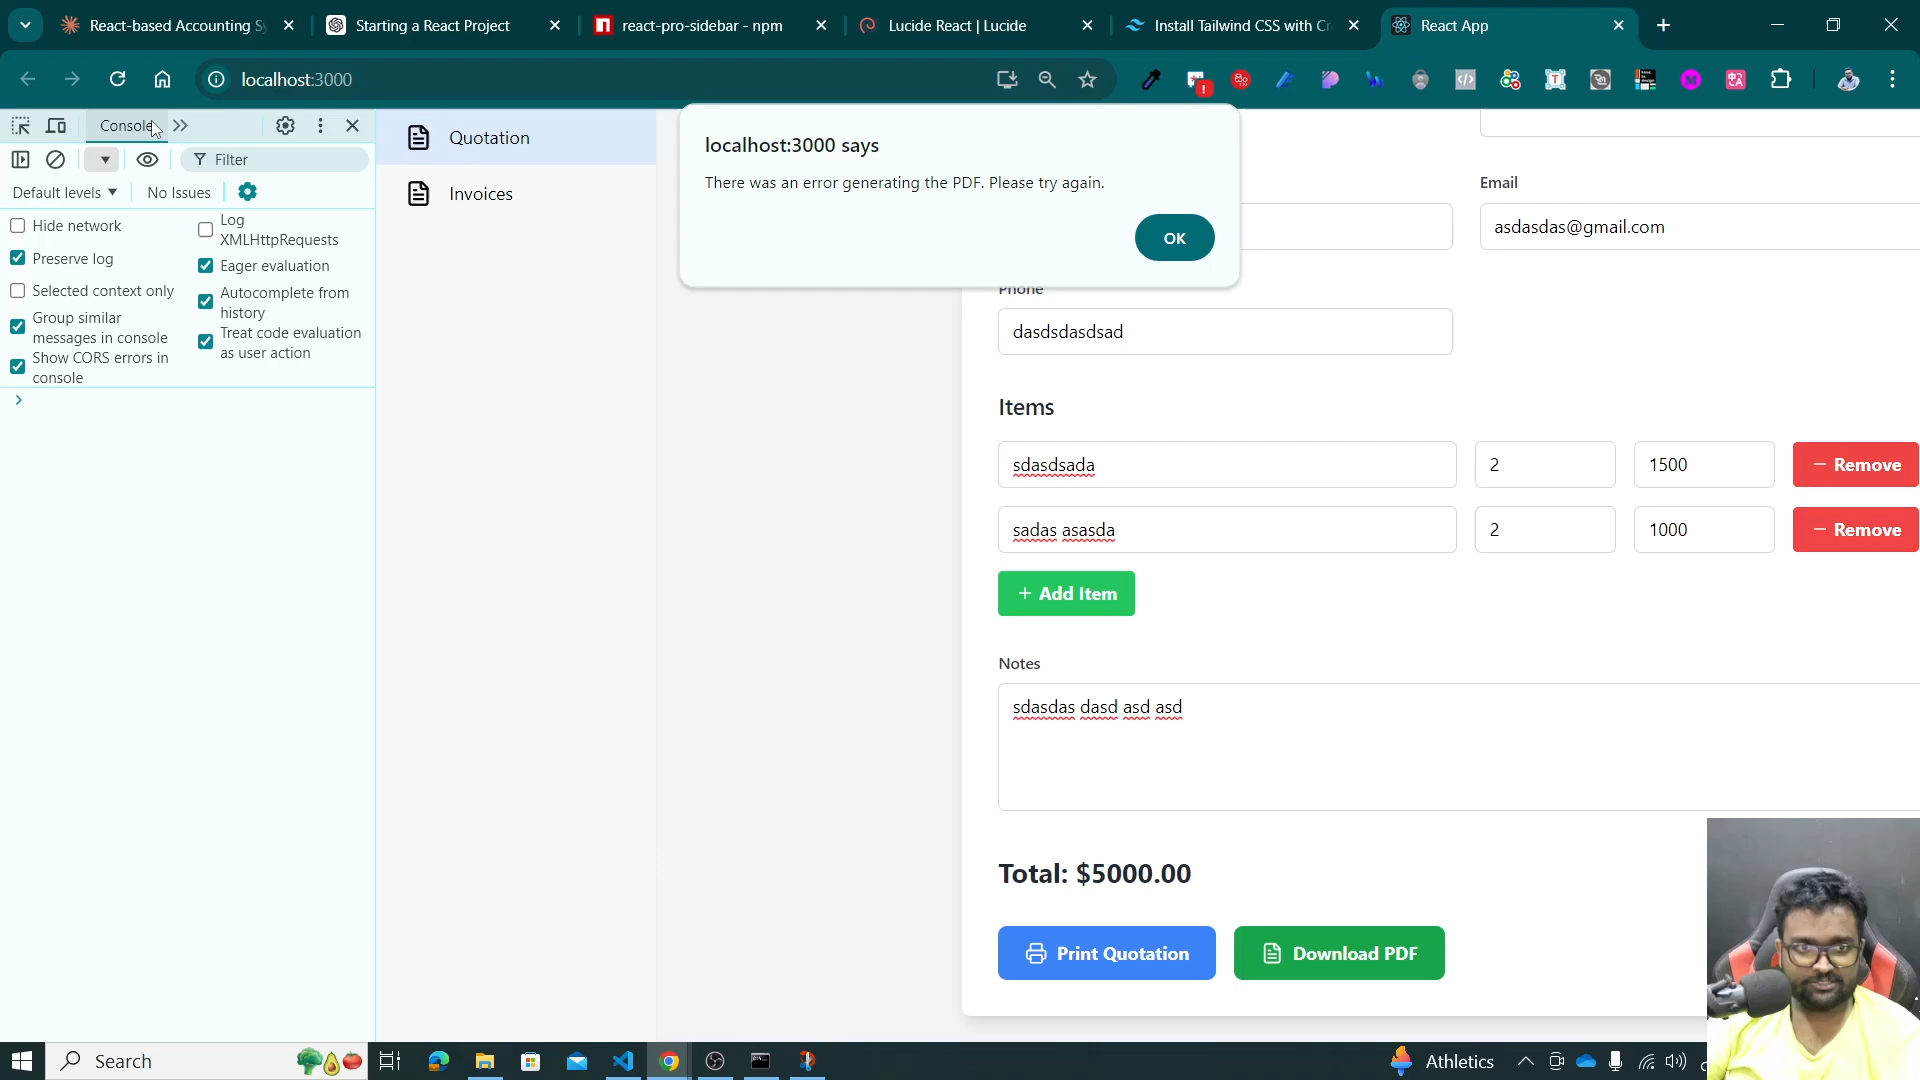 React-based Accounting Sy
Starting a React Project
react-pro-sidebar - npm
Lucide React | Lucide
Install Tailwind CSS with Cr
React App
localhost:3000
Console
Filter
Default levels
No Issues
Hide network
Log XMLHttpRequests
Preserve log
Eager evaluation
Selected context only
Autocomplete from history
Group similar messages in console
Treat code evaluation as user action
Show CORS errors in console
Quotation
Invoices
localhost:3000 says
There was an error generating the PDF. Please try again.
OK
Email
asdasdas@gmail.com
Phone
dasdsdasdsad
Items
sdasdsada
2
1500
Remove
sadas asasda
2
1000
Remove
+ Add Item
Notes
sdasdas dasd asd asd
Total: $5000.00
Print Quotation
Download PDF
Search
Athletics